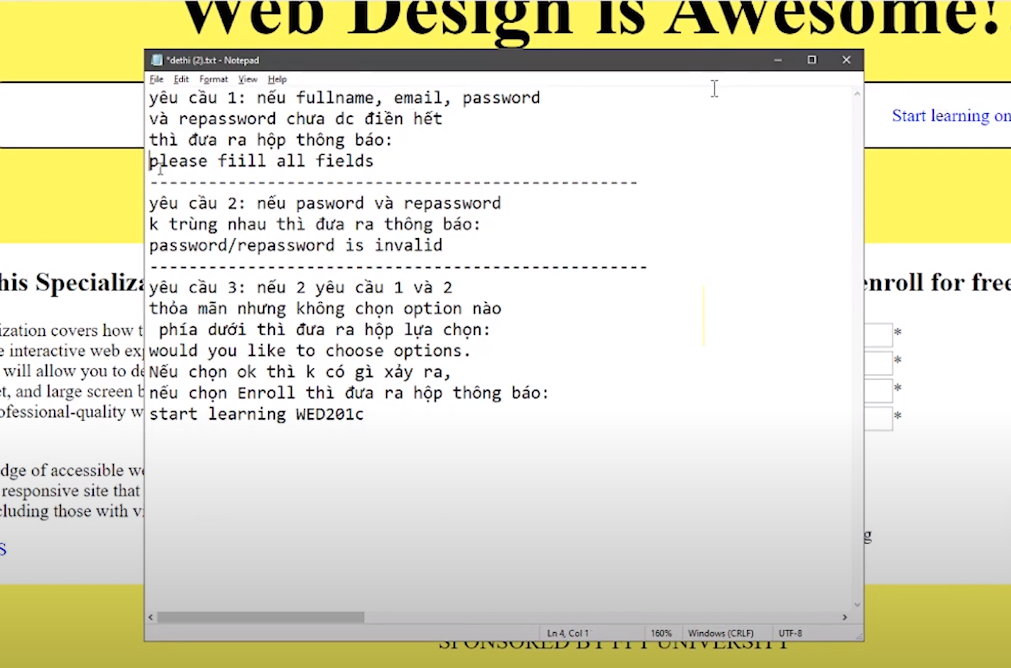 Web Design is Awesome!
*dethi (2).txt - Notepad
File Edit Format View Help
yêu cầu 1: nếu fullname, email, password
và repassword chưa dc điền hết
thì đưa ra hộp thông báo:
please fiill all fields
--------------------------------------------------
yêu cầu 2: nếu pasword và repassword
k trùng nhau thì đưa ra thông báo:
password/repassword is invalid
---------------------------------------------------
yêu cầu 3: nếu 2 yêu cầu 1 và 2
thỏa mãn nhưng không chọn option nào
phía dưới thì đưa ra hộp lựa chọn:
would you like to choose options.
Nếu chọn ok thì k có gì xảy ra,
nếu chọn Enroll thì đưa ra hộp thông báo:
start learning WED201c
Ln 4, Col 1 160% Windows (CRLF) UTF-8
Start learning on
his Specializa
ization covers how t
e interactive web exp
will allow you to de
et, and large screen b
ofessional-quality w
dge of accessible we
responsive site that
cluding those with v
S
enroll for free
*
*
*
*
g
SPONSORED BY FPT UNIVERSITY